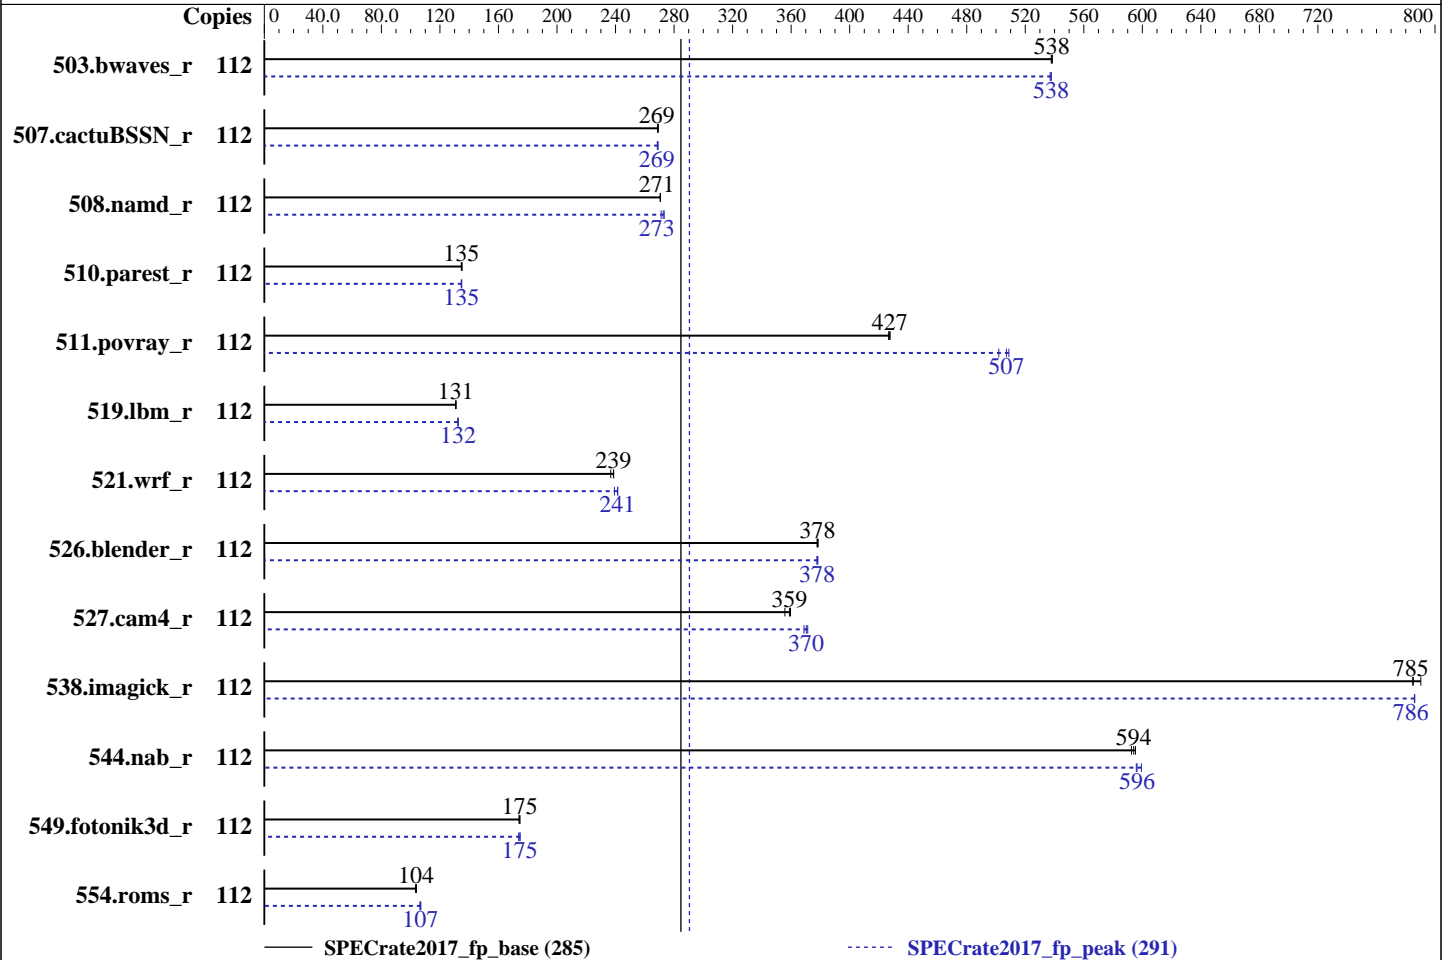 Copies 0 40.0 80.0 120 160 200 240 280 320 360 400 440 480 520 560 600 640 680 720 800
538
503.bwaves_r 112
538
269
507.cactuBSSN_r 112
269
271
508.namd_r 112
273
135
510.parest_r 112
135
427
511.povray_r 112
507
131
519.lbm_r 112
132
239
521.wrf_r 112
241
378
526.blender_r 112
378
359
527.cam4_r 112
370
785
538.imagick_r 112
786
594
544.nab_r 112
596
175
549.fotonik3d_r 112
175
104
554.roms_r 112
107
SPECrate2017_fp_base (285) SPECrate2017_fp_peak (291)